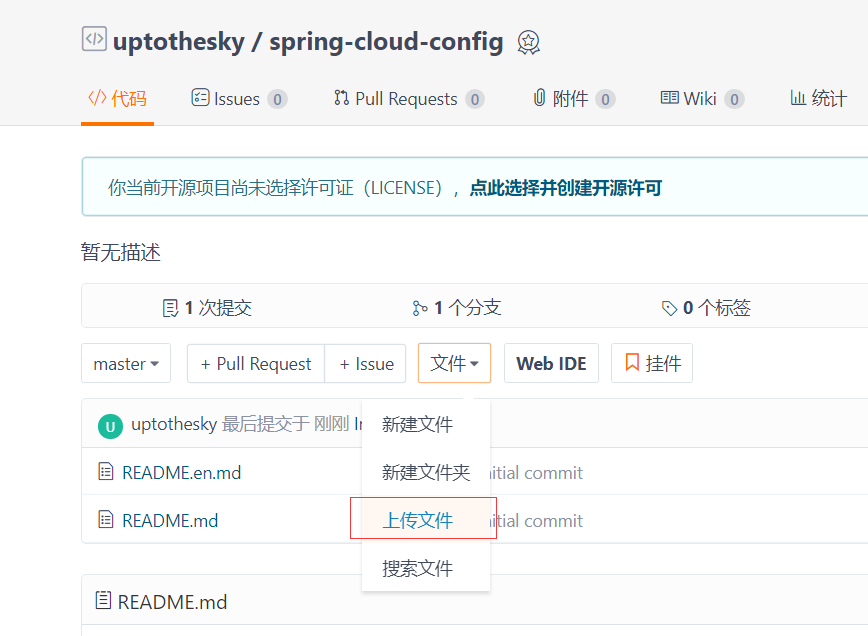 uptothesky / spring-cloud-config
代码 Issues 0 Pull Requests 0 附件 0 Wiki 0 统计
你当前开源项目尚未选择许可证（LICENSE），点此选择并创建开源许可
暂无描述
1 次提交 1 个分支 0 个标签
master + Pull Request + Issue 文件 Web IDE 挂件
U uptothesky 最后提交于 刚刚
新建文件
README.en.md 新建文件夹 itial commit
README.md 上传文件 itial commit
搜索文件
README.md